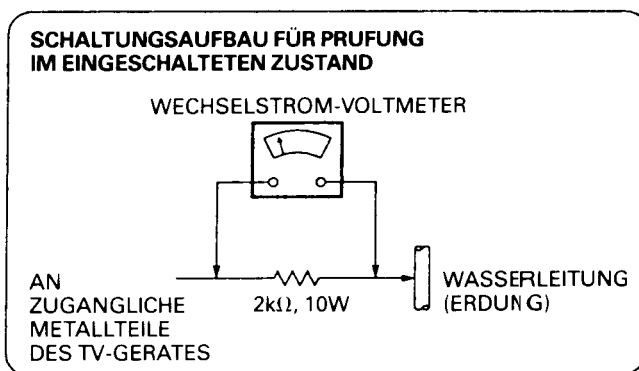 SCHALTUNGSAUFBAU FÜR PRUFUNG
IM EINGESCHALTETEN ZUSTAND
WECHSELSTROM-VOLTMETER
AN
ZUGANGLICHE
METALLTEILE
DES TV-GERATES
2kΩ, 10W
WASSERLEITUNG
(ERDUNG)